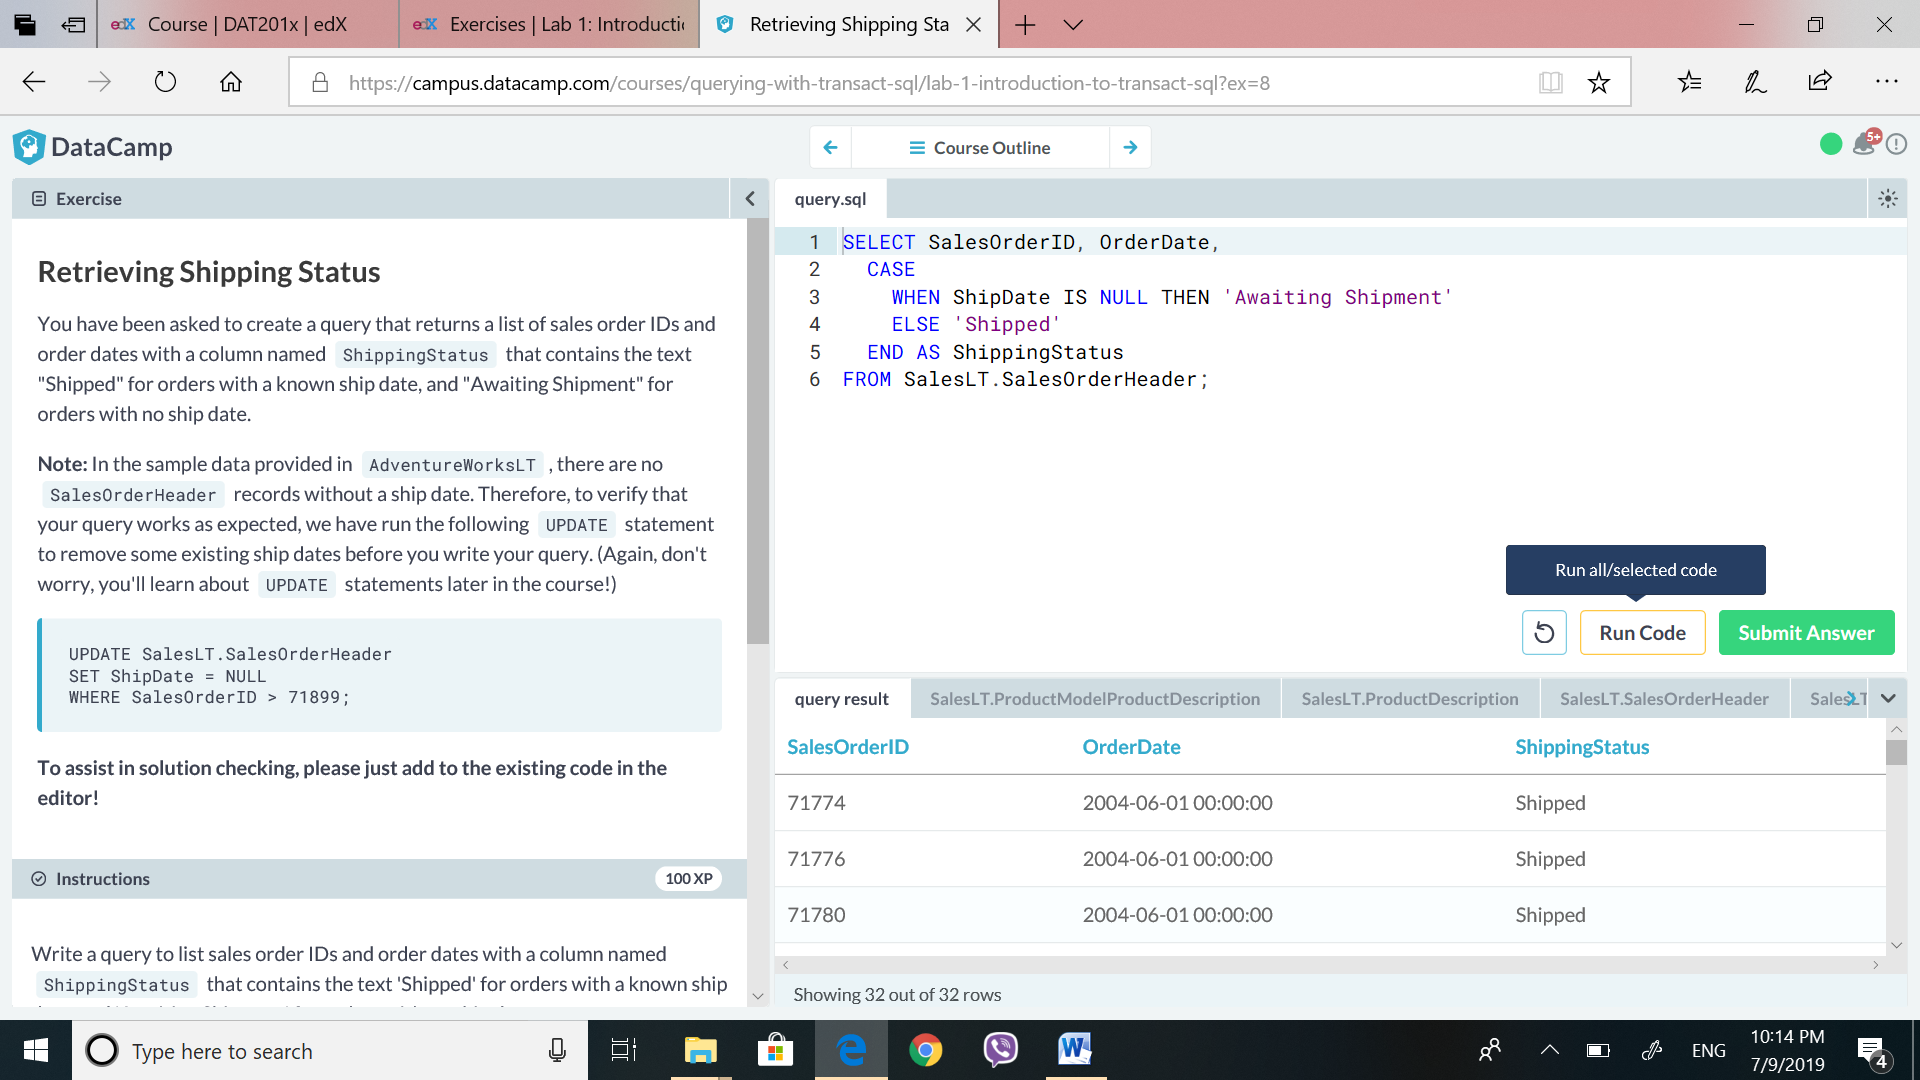 Course | DAT201x | edX
Exercises | Lab 1: Introducti
Retrieving Shipping Sta
https://campus.datacamp.com/courses/querying-with-transact-sql/lab-1-introduction-to-transact-sql?ex=8
DataCamp
Course Outline
5+
Exercise
Retrieving Shipping Status
You have been asked to create a query that returns a list of sales order IDs and
order dates with a column named ShippingStatus that contains the text
"Shipped" for orders with a known ship date, and "Awaiting Shipment" for
orders with no ship date.
Note: In the sample data provided in AdventureWorksLT , there are no
SalesOrderHeader records without a ship date. Therefore, to verify that
your query works as expected, we have run the following UPDATE statement
to remove some existing ship dates before you write your query. (Again, don't
worry, you'll learn about UPDATE statements later in the course!)
UPDATE SalesLT.SalesOrderHeader
SET ShipDate = NULL
WHERE SalesOrderID > 71899;
To assist in solution checking, please just add to the existing code in the
editor!
Instructions
100 XP
Write a query to list sales order IDs and order dates with a column named
ShippingStatus that contains the text 'Shipped' for orders with a known ship
query.sql
1 SELECT SalesOrderID, OrderDate,
2 CASE
3 WHEN ShipDate IS NULL THEN 'Awaiting Shipment'
4 ELSE 'Shipped'
5 END AS ShippingStatus
6 FROM SalesLT.SalesOrderHeader;
Run all/selected code
Run Code
Submit Answer
query result
SalesLT.ProductModelProductDescription
SalesLT.ProductDescription
SalesLT.SalesOrderHeader
SalesLT
SalesOrderID OrderDate ShippingStatus
71774 2004-06-01 00:00:00 Shipped
71776 2004-06-01 00:00:00 Shipped
71780 2004-06-01 00:00:00 Shipped
Showing 32 out of 32 rows
Type here to search
ENG
10:14 PM
7/9/2019
4